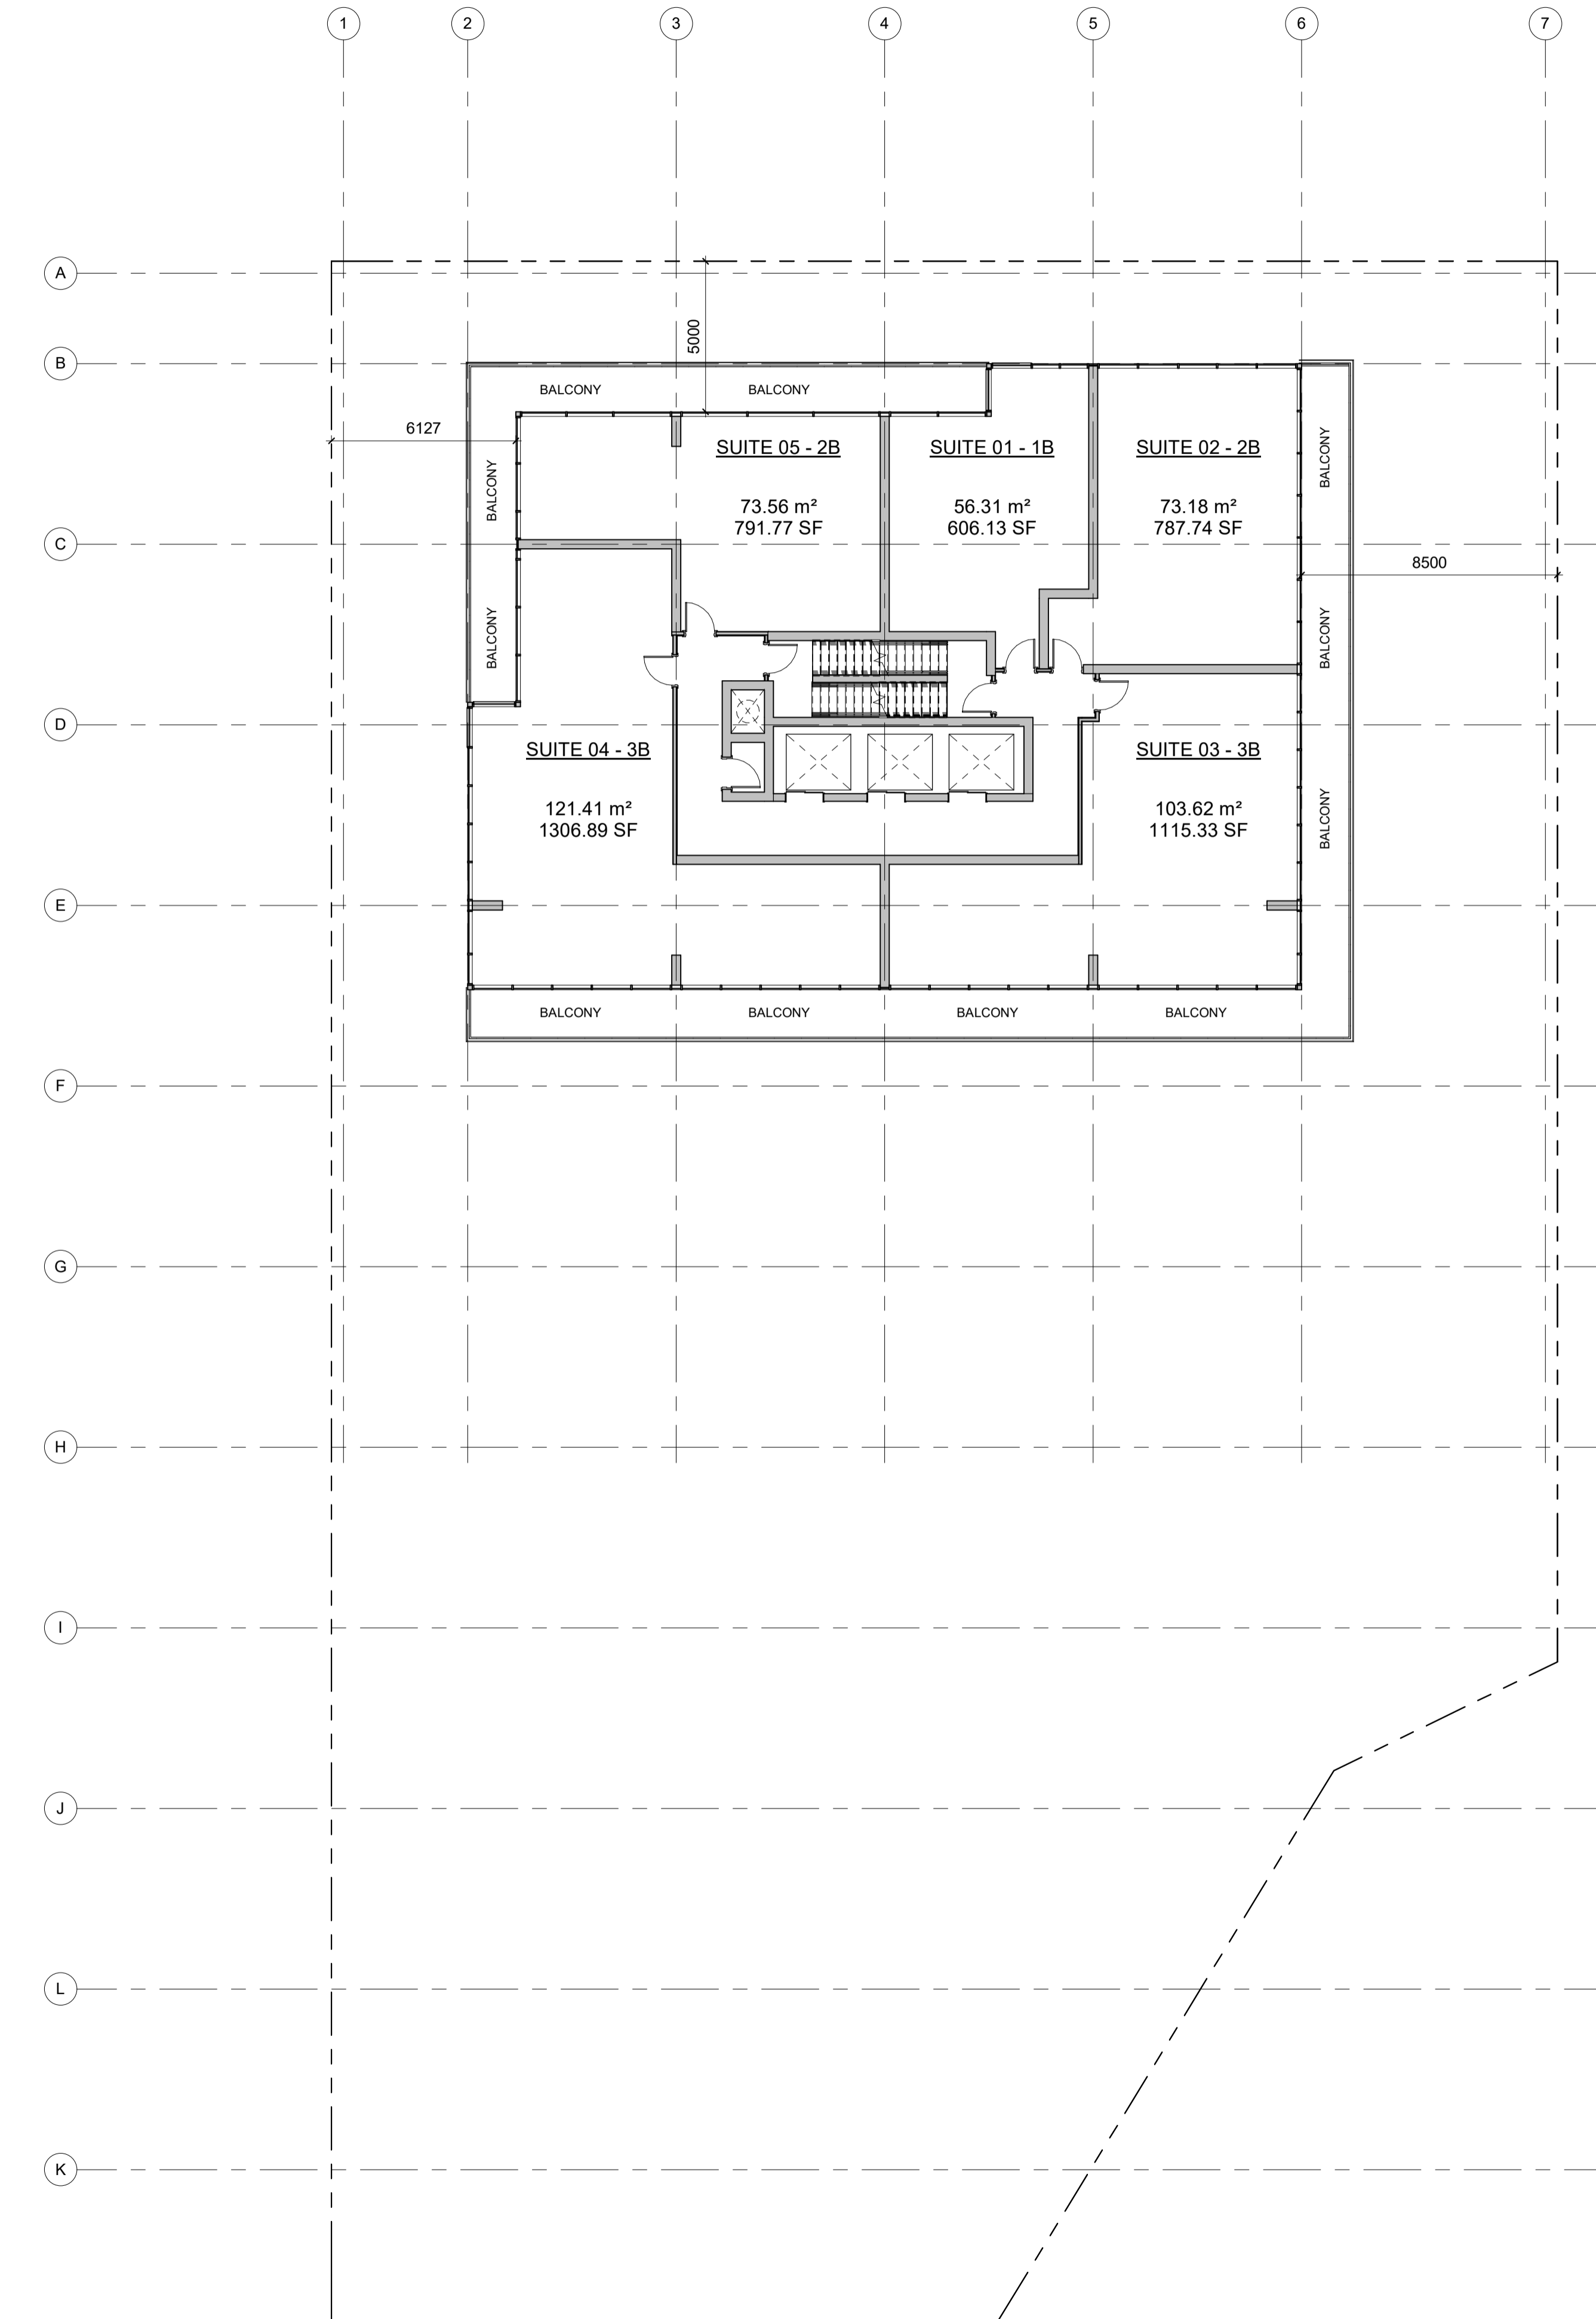 1
2
3
4
5
6
7
A
5000
B
BALCONY
BALCONY
6127
SUITE 05 - 2B
73.56 m²
791.77 SF
SUITE 01 - 1B
56.31 m²
606.13 SF
SUITE 02 - 2B
73.18 m²
787.74 SF
BALCONY
BALCONY
C
8500
BALCONY
BALCONY
D
SUITE 04 - 3B
121.41 m²
1306.89 SF
SUITE 03 - 3B
103.62 m²
1115.33 SF
BALCONY
E
BALCONY
BALCONY
BALCONY
BALCONY
F
G
H
I
J
L
K